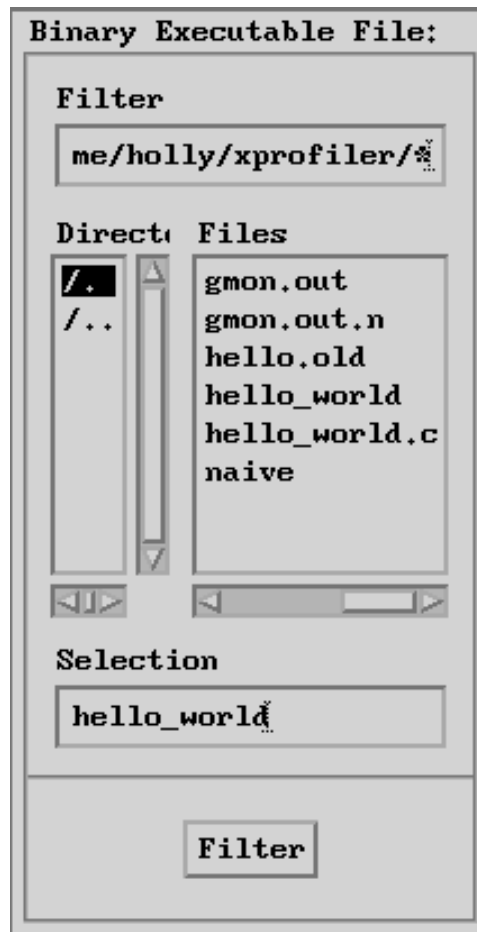 Binary Executable File:
Filter
me/holly/xprofiler/*
Directo Files
/.
/..
gmon.out
gmon.out.n
hello.old
hello_world
hello_world.c
naive
Selection
hello_world
Filter